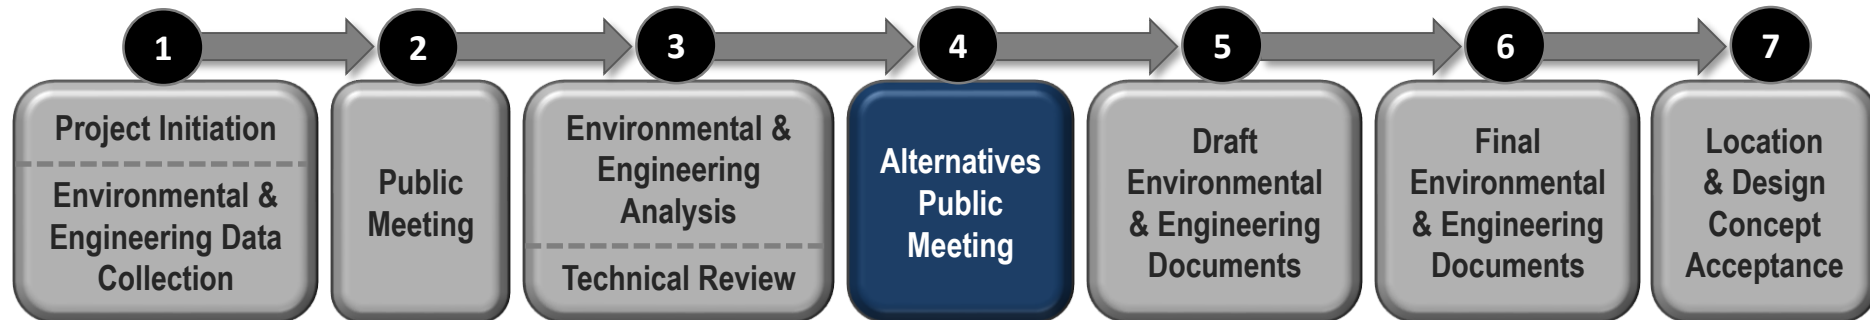 1
Project Initiation
Environmental &
Engineering Data
Collection
2
Public
Meeting
3
Environmental &
Engineering
Analysis
Technical Review
4
Alternatives
Public
Meeting
5
Draft
Environmental
& Engineering
Documents
6
Final
Environmental
& Engineering
Documents
7
Location
& Design
Concept
Acceptance